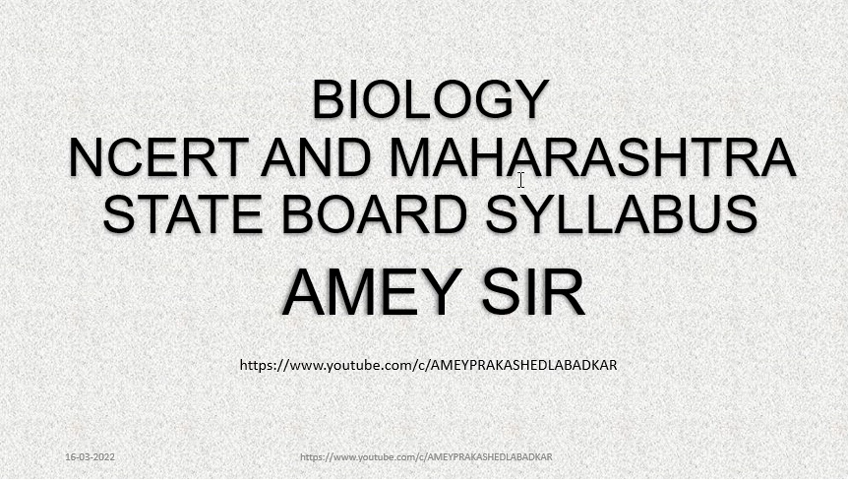 BIOLOGY
NCERT AND MAHARASHTRA
STATE BOARD SYLLABUS
AMEY SIR
https://www.youtube.com/c/AMEYPRAKASHEDLABADKAR
16-03-2022
https://www.youtube.com/c/AMEYPRAKASHEDLABADKAR